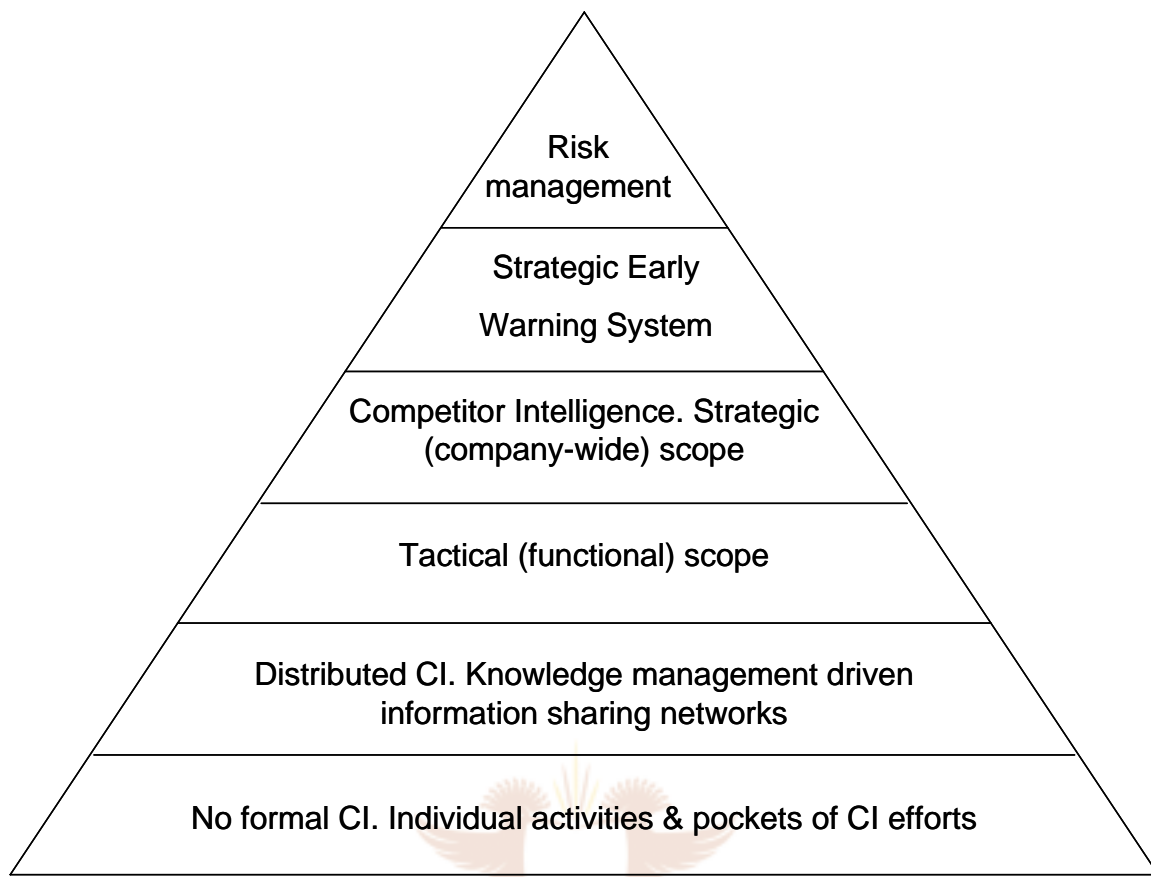 Risk
management
Strategic Early
Warning System
Competitor Intelligence. Strategic
(company-wide) scope
Tactical (functional) scope
Distributed CI. Knowledge management driven
information sharing networks
No formal CI. Individual activities & pockets of CI efforts